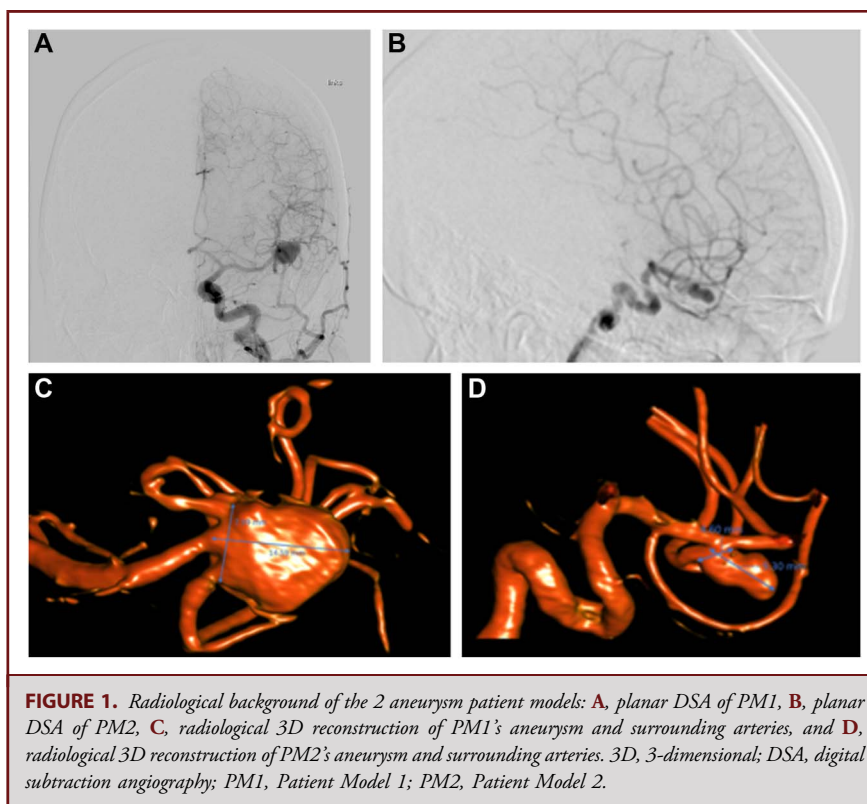 A
B
links
C
D
FIGURE 1. Radiological background of the 2 aneurysm patient models: A, planar DSA of PM1, B, planar
DSA of PM2, C, radiological 3D reconstruction of PM1's aneurysm and surrounding arteries, and D,
radiological 3D reconstruction of PM2's aneurysm and surrounding arteries. 3D, 3-dimensional; DSA, digital
subtraction angiography; PM1, Patient Model 1; PM2, Patient Model 2.